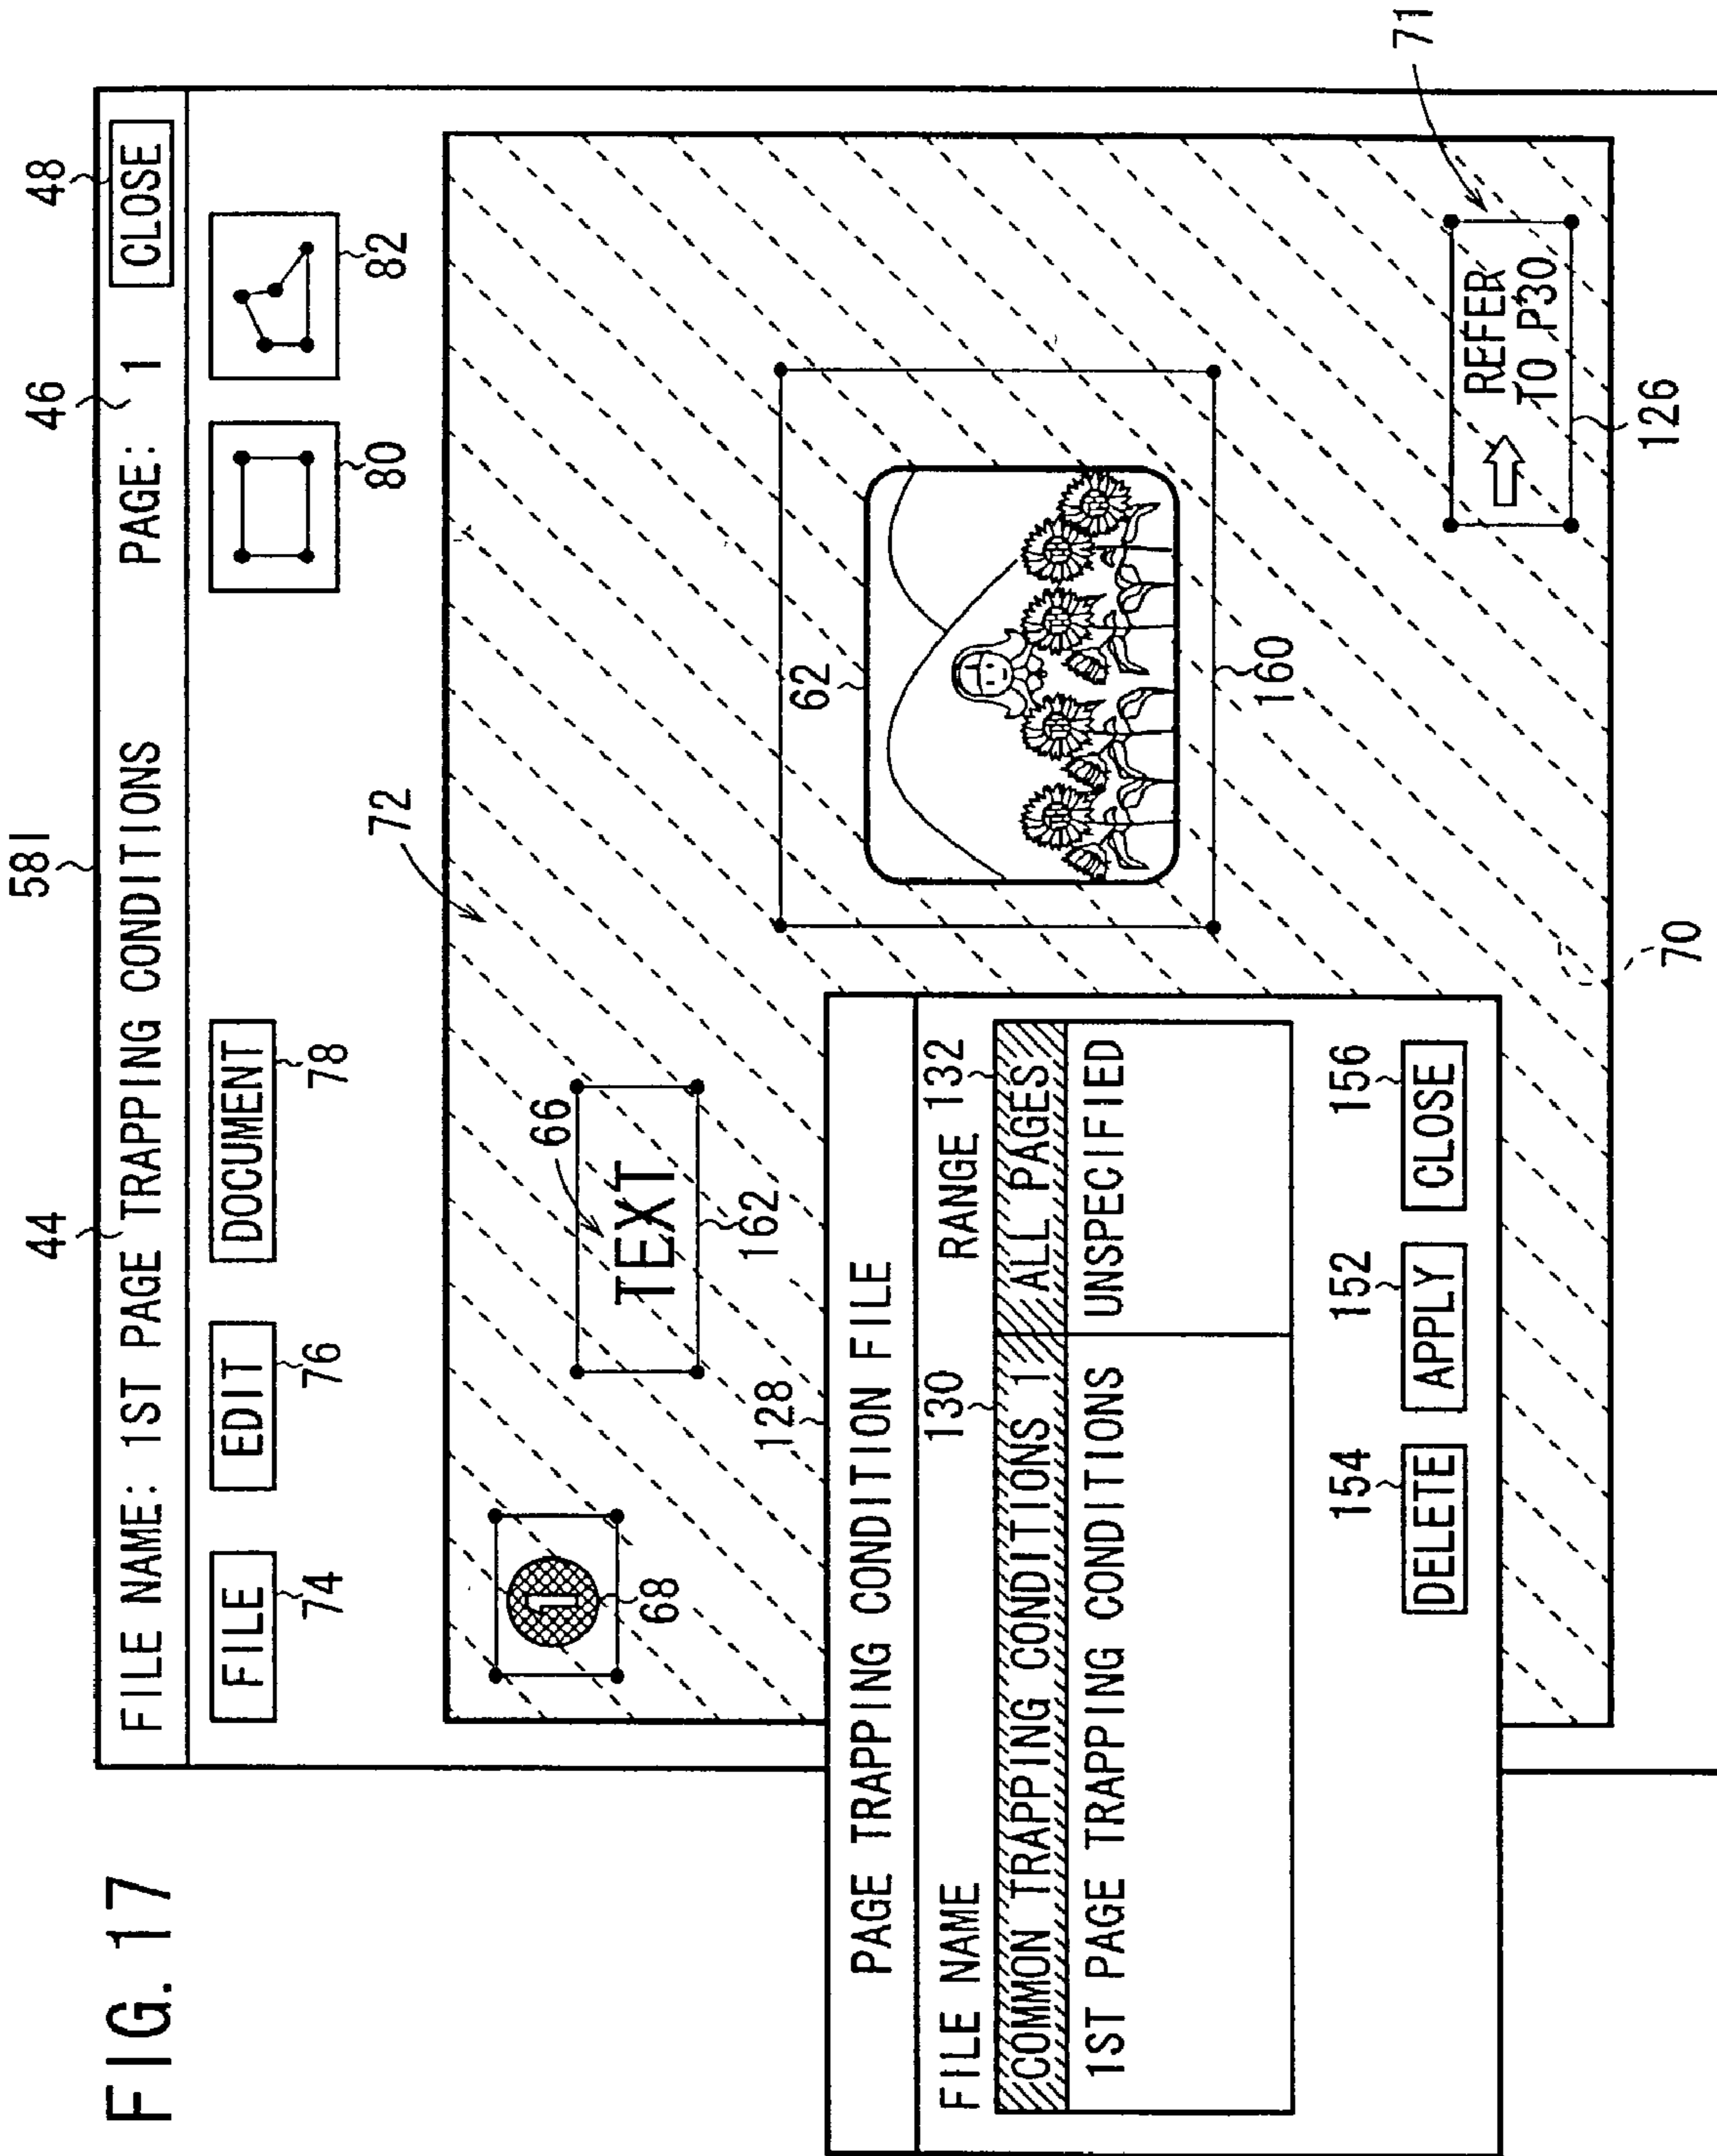 FIG. 17
58I
44
46
48
FILE NAME: 1ST PAGE TRAPPING CONDITIONS PAGE: 1 CLOSE
FILE EDIT DOCUMENT
74
76
78
80
82
72
1
68
66
TEXT
162
62
160
REFER
TO P30
71
126
70
128
PAGE TRAPPING CONDITION FILE
FILE NAME 130 RANGE 132
COMMON TRAPPING CONDITIONS 1 ALL PAGES
1ST PAGE TRAPPING CONDITIONS UNSPECIFIED
154
152
156
DELETE APPLY CLOSE